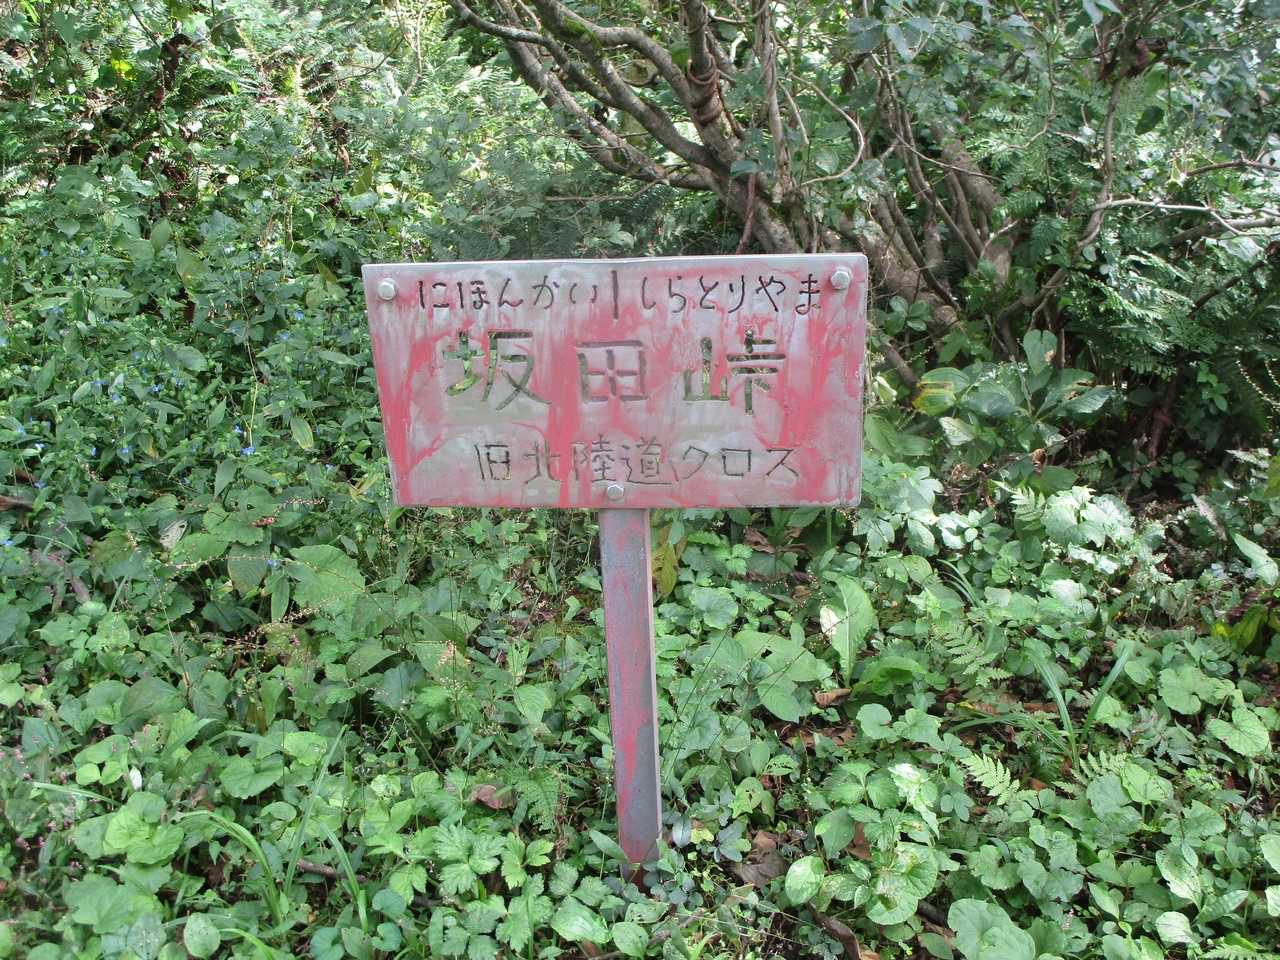 にほんかい|しらとりやま
坂田峠
旧北陸道クロス